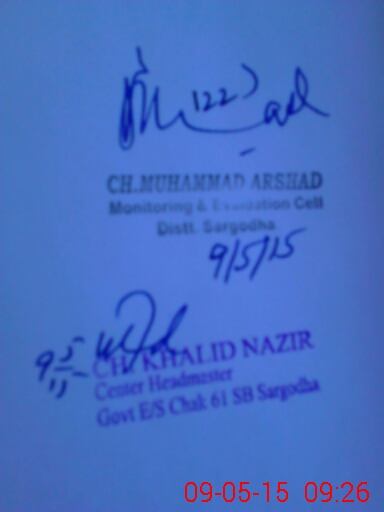 1227
CH.MUHAMMAD ARSHAD
Monitoring & Evaluation Cell
Distt. Sargodha
9/5/15
CH. KHALID NAZIR
Center Headmaster
Govt E/S Chak 61 SB Sargodha
09-05-15 09:26